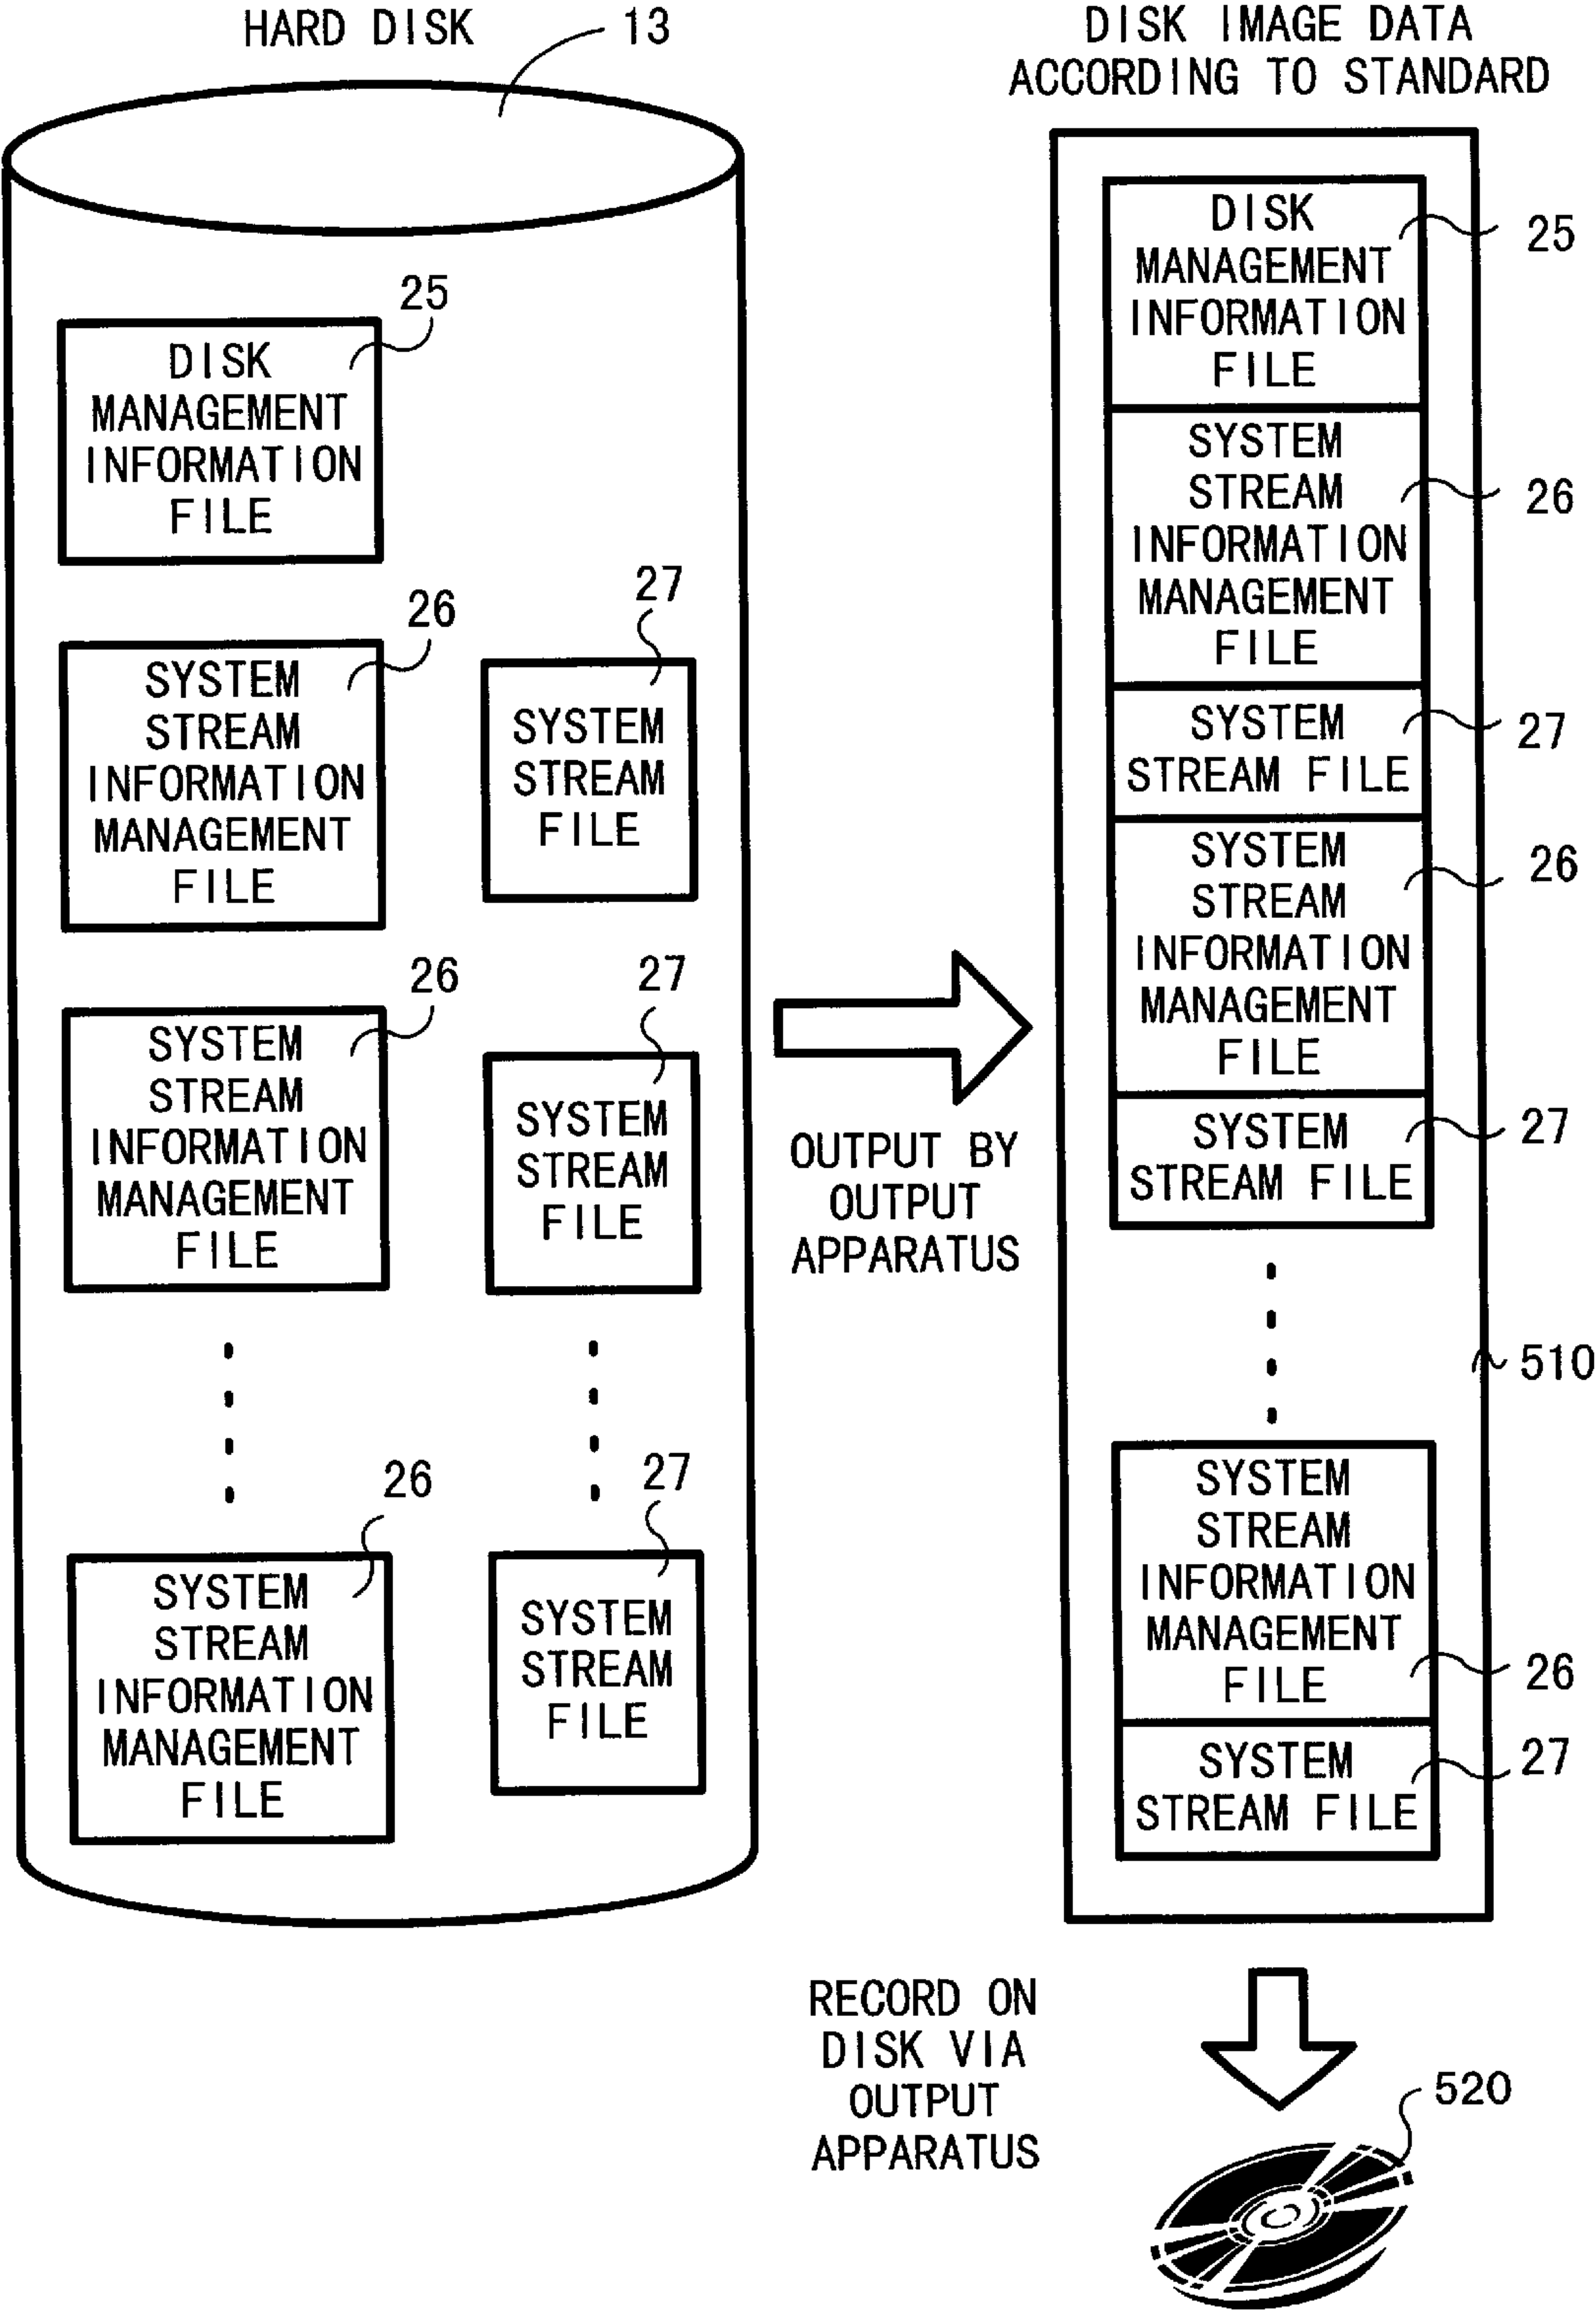 HARD DISK
13
25
DISK
MANAGEMENT
INFORMATION
FILE
26
SYSTEM
STREAM
INFORMATION
MANAGEMENT
FILE
27
SYSTEM
STREAM
FILE
26
SYSTEM
STREAM
INFORMATION
MANAGEMENT
FILE
27
SYSTEM
STREAM
FILE
26
SYSTEM
STREAM
INFORMATION
MANAGEMENT
FILE
27
SYSTEM
STREAM
FILE
OUTPUT BY
OUTPUT
APPARATUS
DISK IMAGE DATA
ACCORDING TO STANDARD
DISK
MANAGEMENT
INFORMATION
FILE
25
SYSTEM
STREAM
INFORMATION
MANAGEMENT
FILE
26
SYSTEM
STREAM FILE
27
SYSTEM
STREAM
INFORMATION
MANAGEMENT
FILE
26
SYSTEM
STREAM FILE
27
510
SYSTEM
STREAM
INFORMATION
MANAGEMENT
FILE
26
SYSTEM
STREAM FILE
27
RECORD ON
DISK VIA
OUTPUT
APPARATUS
520